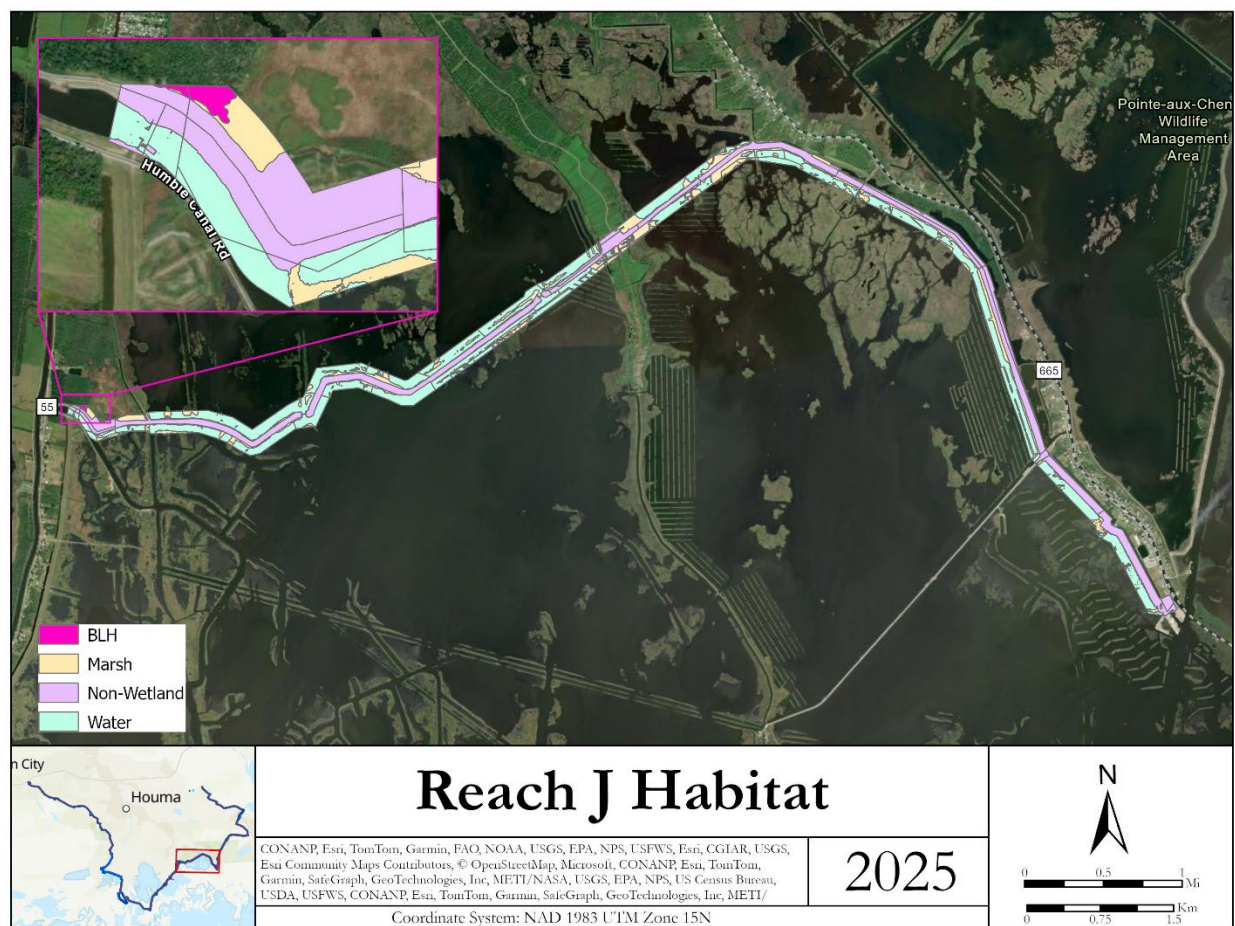 Humble Canal Rd
Pointe-aux-Chen
Wildlife
Management
Area
55
665
BLH
Marsh
Non-Wetland
Water
n City
Houma
Reach J Habitat
CONANP, Esri, TomTom, Garmin, FAO, NOAA, USGS, EPA, NPS, USFWS, Esri, CGIAR, USGS,
Esri Community Maps Contributors, © OpenStreetMap, Microsoft, CONANP, Esri, TomTom,
Garmin, SafeGraph, GeoTechnologies, Inc, METI/NASA, USGS, EPA, NPS, US Census Bureau,
USDA, USFWS, CONANP, Esri, TomTom, Garmin, SafeGraph, GeoTechnologies, Inc, METI/
Coordinate System: NAD 1983 UTM Zone 15N
2025
N
0 0.5 1
Mi
Km
0 0.75 1.5